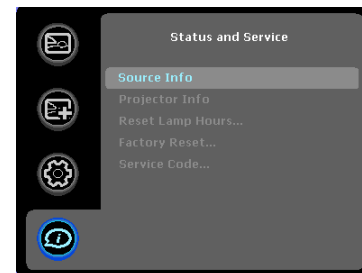 Status and Service
Source Info
Projector Info
Reset Lamp Hours...
Factory Reset...
Service Code...